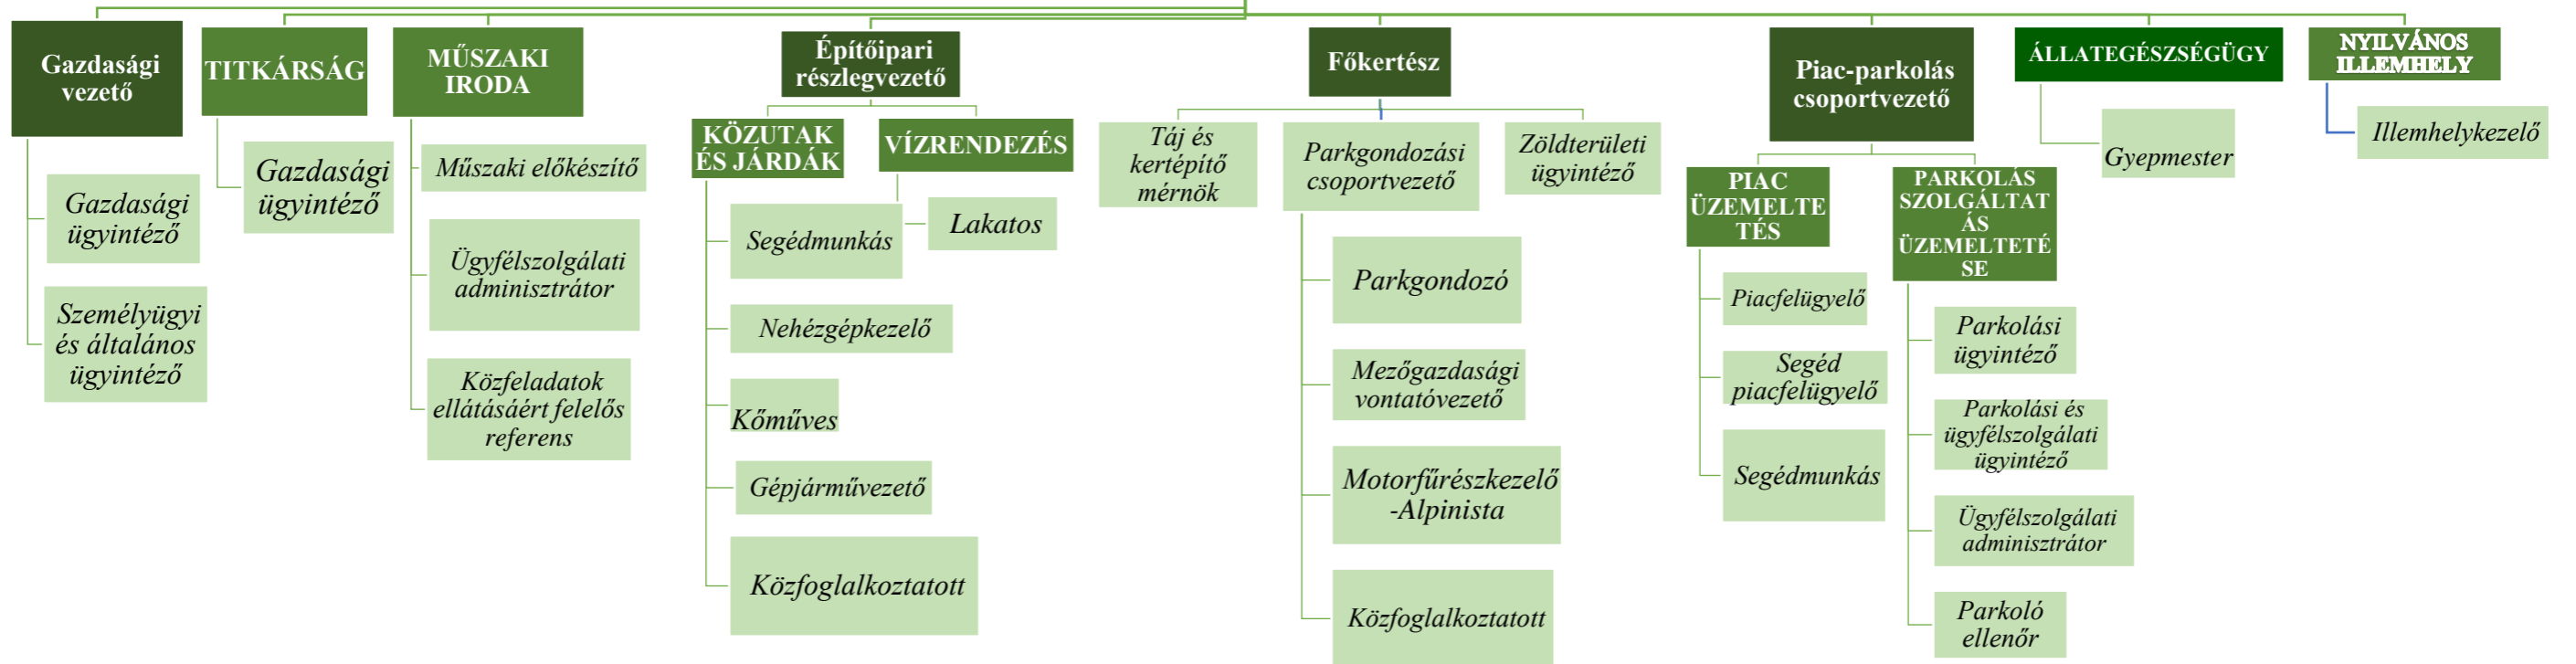 Gazdasági
vezető
Gazdasági
ügyintéző
Személyügyi
és általános
ügyintéző
TITKÁRSÁG
Gazdasági
ügyintéző
MŰSZAKI
IRODA
Műszaki előkészítő
Ügyfélszolgálati
adminisztrátor
Közfeladatok
ellátásáért felelős
referens
Építőipari
részlegvezető
KÖZUTAK
ÉS JÁRDÁK
Segédmunkás
Nehézgépkezelő
Kőműves
Gépjárművezető
Közfoglalkoztatott
VÍZRENDEZÉS
Lakatos
Főkertész
Táj és
kertépítő
mérnök
Parkgondozási
csoportvezető
Parkgondozó
Mezőgazdasági
vontatóvezető
Motorfűrészkezelő
-Alpinista
Közfoglalkoztatott
Zöldterületi
ügyintéző
Piac-parkolás
csoportvezető
PIAC
ÜZEMELTE
TÉS
Piacfelügyelő
Segéd
piacfelügyelő
Segédmunkás
PARKOLÁS
SZOLGÁLTAT
ÁS
ÜZEMELTETÉ
SE
Parkolási
ügyintéző
Parkolási és
ügyfélszolgálati
ügyintéző
Ügyfélszolgálati
adminisztrátor
Parkoló
ellenőr
ÁLLATEGÉSZSÉGÜGY
Gyepmester
NYILVÁNOS
ILLEMHELY
Illemhelykezelő